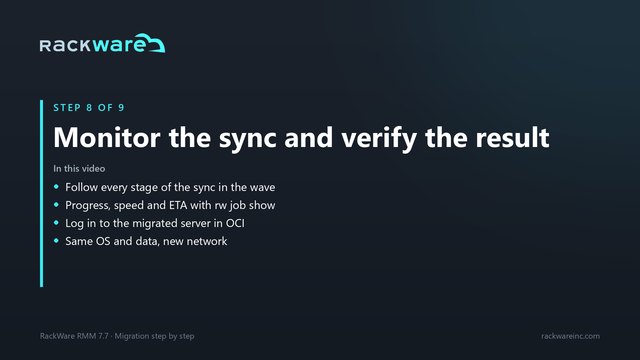 RACKWARE
STEP 8 OF 9
Monitor the sync and verify the result
In this video
• Follow every stage of the sync in the wave
• Progress, speed and ETA with rw job show
• Log in to the migrated server in OCI
• Same OS and data, new network
RackWare RMM 7.7 · Migration step by step
rackwareinc.com